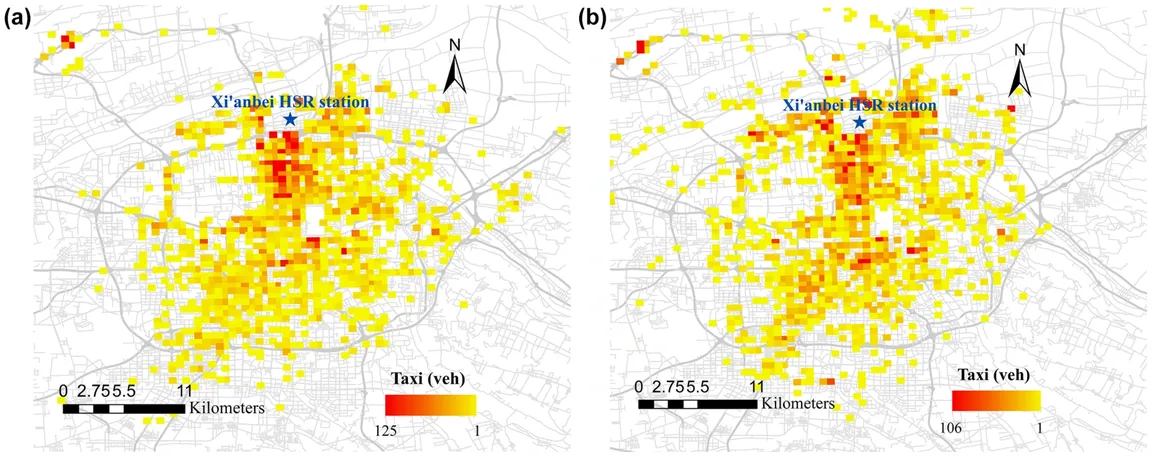 (a)
N
Xi'anbei HSR station
Taxi (veh)
125 1
0 2.75 5.5 11
Kilometers
(b)
N
Xi'anbei HSR station
Taxi (veh)
106 1
0 2.75 5.5 11
Kilometers